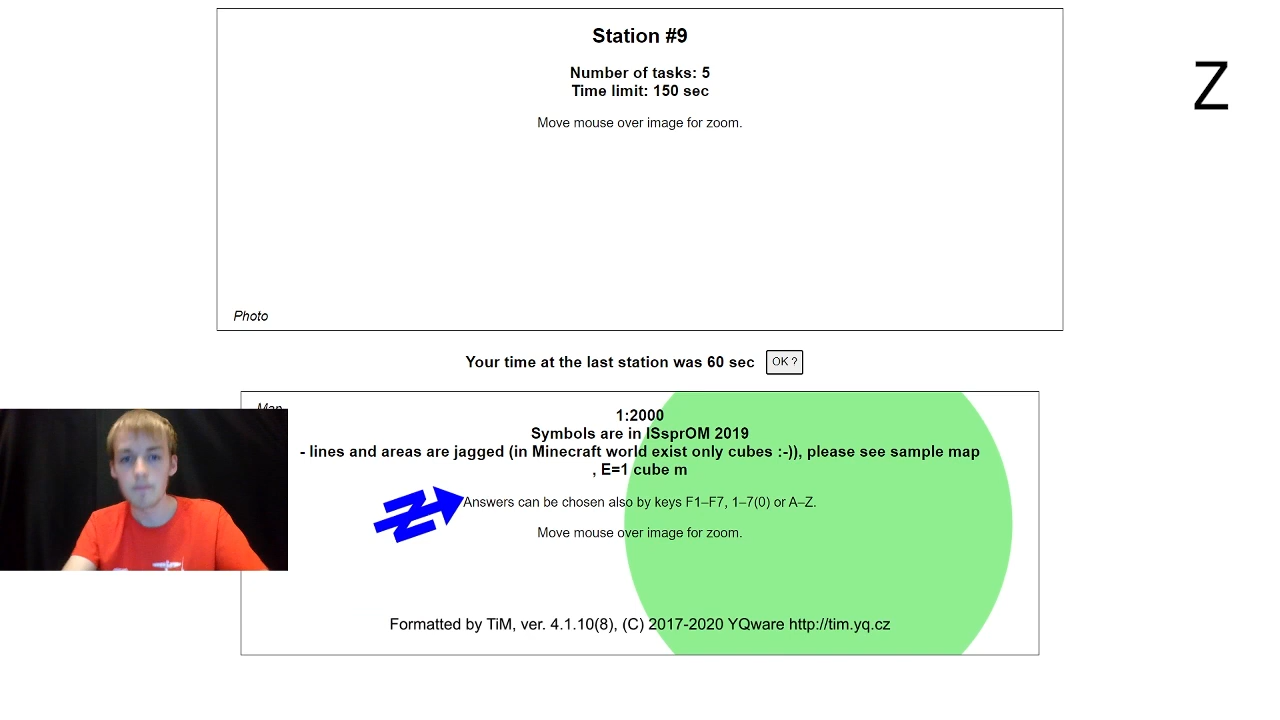 Station #9
Number of tasks: 5
Time limit: 150 sec
Move mouse over image for zoom.
Z
Photo
Your time at the last station was 60 sec OK ?
Map
1:2000
Symbols are in ISsprOM 2019
- lines and areas are jagged (in Minecraft world exist only cubes :-)), please see sample map
, E=1 cube m
N
Answers can be chosen also by keys F1–F7, 1–7(0) or A–Z.
Move mouse over image for zoom.
Formatted by TiM, ver. 4.1.10(8), (C) 2017-2020 YQware http://tim.yq.cz